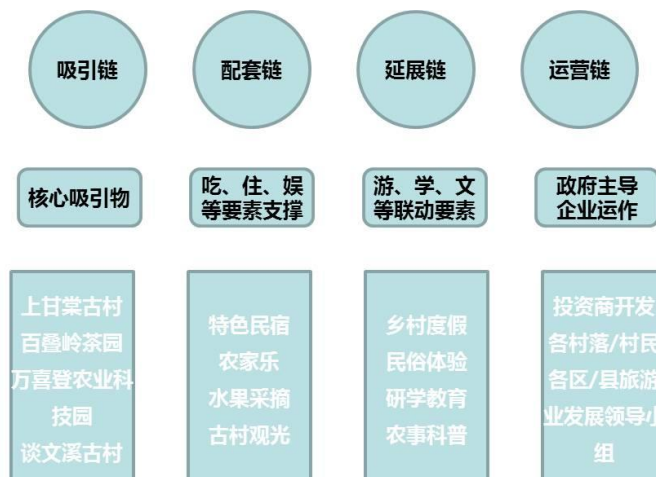 吸引链
配套链
延展链
运营链
核心吸引物
吃、住、娱
等要素支撑
游、学、文
等联动要素
政府主导
企业运作
上甘棠古村
百叠岭茶园
万喜登农业科
技园
谈文溪古村
特色民宿
农家乐
水果采摘
古村观光
乡村度假
民俗体验
研学教育
农事科普
投资商开发
各村落/村民
各区/县旅游
业发展领导小
组